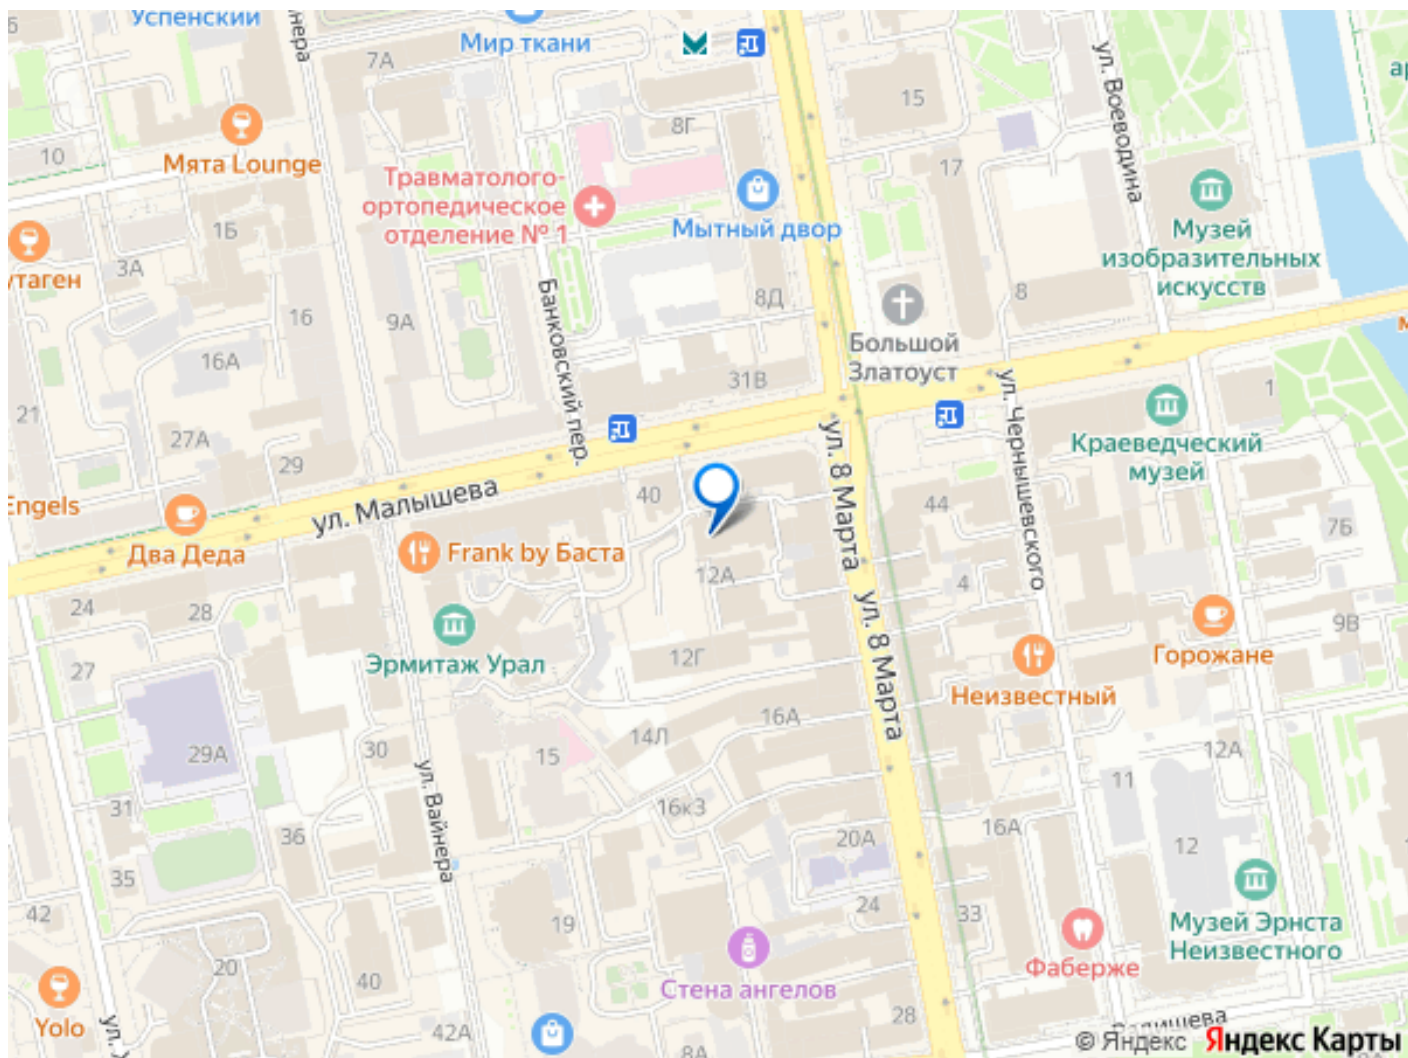 Успенский
Мир ткани
7А
15
ул. Воеводина
8Г
10
Мята Lounge
17
Травматолого-
ортопедическое
отделение № 1
Мытный двор
Музей
изобразительных
искусств
1Б
3А
8Д
8
Банковский пер.
16
9А
Большой
Златоуст
16А
31В
ул. Чернышевского
1
21
27А
29
Краеведческий
музей
ул. Малышева
40
ул. 8 Марта
44
Engels
7Б
Два Деда
Frank by Баста
12А
4
24
28
ул. 8 Марта
9В
Эрмитаж Урал
12Г
Горожане
27
Неизвестный
16А
14Л
29А
30
15
12А
11
ул. Вайнера
31
16к3
16А
36
20А
12
35
42
24
33
19
Музей Эрнста
Неизвестного
Фаберже
20
40
Стена ангелов
Yolo
42А
28
8А
© Яндекс Яндекс Карты